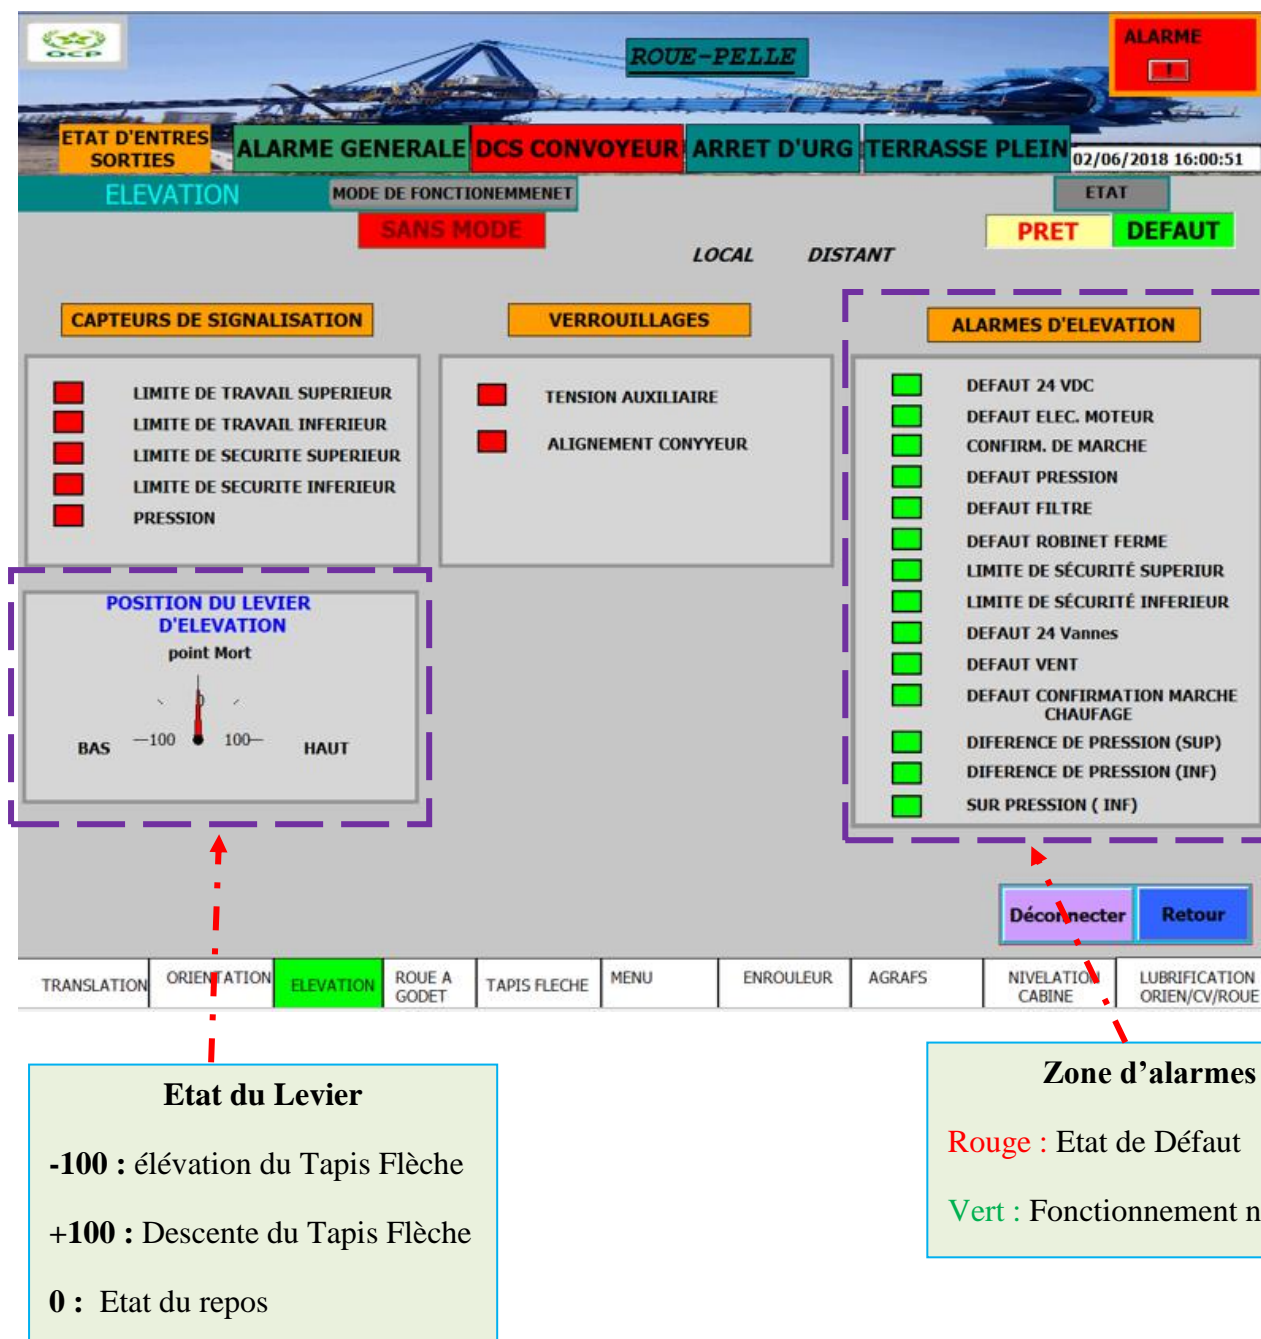 OCP
ROUE-PELLE
ALARME
!
ETAT D'ENTRES
SORTIES
ALARME GENERALE
DCS CONVOYEUR
ARRET D'URG
TERRASSE PLEIN
02/06/2018 16:00:51
ELEVATION
MODE DE FONCTIONEMMENET
ETAT
SANS MODE
PRET
DEFAUT
LOCAL
DISTANT
CAPTEURS DE SIGNALISATION
LIMITE DE TRAVAIL SUPERIEUR
LIMITE DE TRAVAIL INFERIEUR
LIMITE DE SECURITE SUPERIEUR
LIMITE DE SECURITE INFERIEUR
PRESSION
VERROUILLAGES
TENSION AUXILIAIRE
ALIGNEMENT CONYYEUR
ALARMES D'ELEVATION
DEFAUT 24 VDC
DEFAUT ELEC. MOTEUR
CONFIRM. DE MARCHE
DEFAUT PRESSION
DEFAUT FILTRE
DEFAUT ROBINET FERME
LIMITE DE SÉCURITÉ SUPERIUR
LIMITE DE SÉCURITÉ INFERIEUR
DEFAUT 24 Vannes
DEFAUT VENT
DEFAUT CONFIRMATION MARCHE
CHAUFAGE
DIFERENCE DE PRESSION (SUP)
DIFERENCE DE PRESSION (INF)
SUR PRESSION ( INF)
POSITION DU LEVIER
D'ELEVATION
point Mort
0
BAS
-100
100
HAUT
Déconnecter
Retour
TRANSLATION
ORIENTATION
ELEVATION
ROUE A
GODET
TAPIS FLECHE
MENU
ENROULEUR
AGRAFS
NIVELATION
CABINE
LUBRIFICATION
ORIEN/CV/ROUE
Etat du Levier
-100 : élévation du Tapis Flèche
+100 : Descente du Tapis Flèche
0 : Etat du repos
Zone d'alarmes
Rouge : Etat de Défaut
Vert : Fonctionnement n